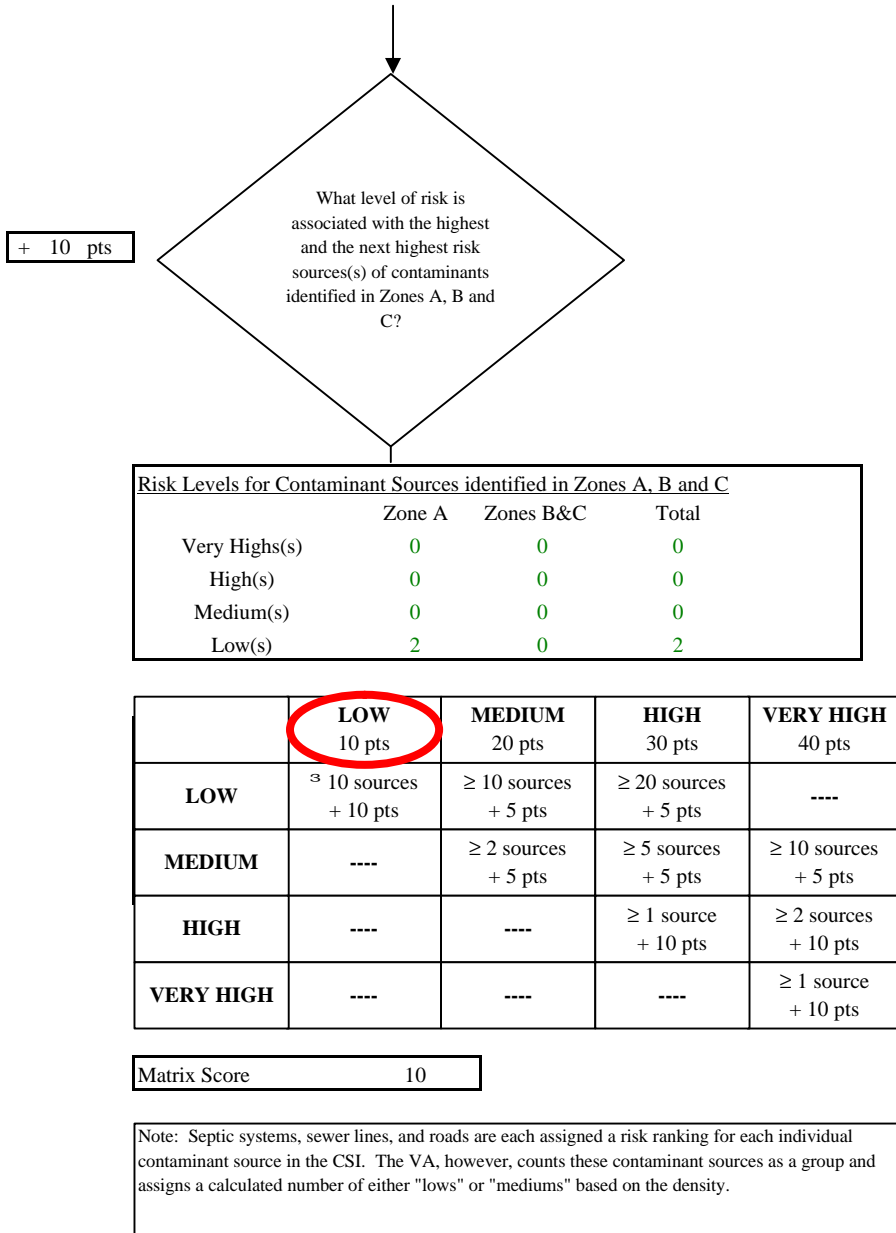 What level of risk is
associated with the highest
and the next highest risk
sources(s) of contaminants
identified in Zones A, B and
C?
+ 10 pts
Risk Levels for Contaminant Sources identified in Zones A, B and C
Zone A Zones B&C Total
Very Highs(s) 0 0 0
High(s) 0 0 0
Medium(s) 0 0 0
Low(s) 2 0 2
LOW MEDIUM HIGH VERY HIGH
10 pts 20 pts 30 pts 40 pts
LOW ³ 10 sources + 10 pts ≥ 10 sources + 5 pts ≥ 20 sources + 5 pts ----
MEDIUM ---- ≥ 2 sources + 5 pts ≥ 5 sources + 5 pts ≥ 10 sources + 5 pts
HIGH ---- ---- ≥ 1 source + 10 pts ≥ 2 sources + 10 pts
VERY HIGH ---- ---- ---- ≥ 1 source + 10 pts
Matrix Score 10
Note: Septic systems, sewer lines, and roads are each assigned a risk ranking for each individual
contaminant source in the CSI. The VA, however, counts these contaminant sources as a group and
assigns a calculated number of either "lows" or "mediums" based on the density.